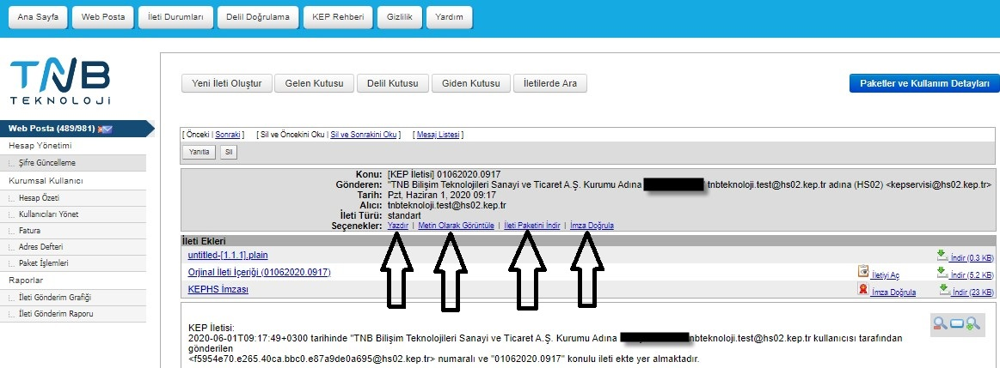 Ana Sayfa Web Posta İleti Durumları Delil Doğrulama KEP Rehberi Gizlilik Yardım
TNB
TEKNOLOJİ
Yeni İleti Oluştur Gelen Kutusu Delil Kutusu Giden Kutusu İletilerde Ara Paketler ve Kullanım Detayları
Web Posta (489/981)
Hesap Yönetimi
Şifre Güncelleme
Kurumsal Kullanıcı
Hesap Özeti
Kullanıcıları Yönet
Fatura
Adres Defteri
Paket İşlemleri
Raporlar
İleti Gönderim Grafiği
İleti Gönderim Raporu
[ Önceki | Sonraki ] [ Sil ve Öncekini Oku | Sil ve Sonrakini Oku ] [ Mesaj Listesi ]
Yanıtla Sil
Konu: [KEP İletisi] 01062020.0917
Gönderen: "TNB Bilişim Teknolojileri Sanayi ve Ticaret A.Ş. Kurumu Adına tnbteknoloji.test@hs02.kep.tr adına (HS02) <kepservisi@hs02.kep.tr>
Tarih: Pzt, Haziran 1, 2020 09:17
Alıcı: tnbteknoloji.test@hs02.kep.tr
İleti Türü: standart
Seçenekler: Yazdır | Metin Olarak Görüntüle | İleti Paketini İndir | İmza Doğrula
İleti Ekleri
untitled-[1.1.1].plain İndir (0.3 KB)
Orjinal İleti İçeriği (01062020.0917) İletiyi Aç İndir (5.2 KB)
KEPHS İmzası İmza Doğrula İndir (23 KB)
KEP İletisi:
2020-06-01T09:17:49+0300 tarihinde "TNB Bilişim Teknolojileri Sanayi ve Ticaret A.Ş. Kurumu Adına nbteknoloji.test@hs02.kep.tr kullanıcısı tarafından
gönderilen
<f5954e70.e265.40ca.bbc0.e87a9de0a695@hs02.kep.tr> numaralı ve "01062020.0917" konulu ileti ekte yer almaktadır.